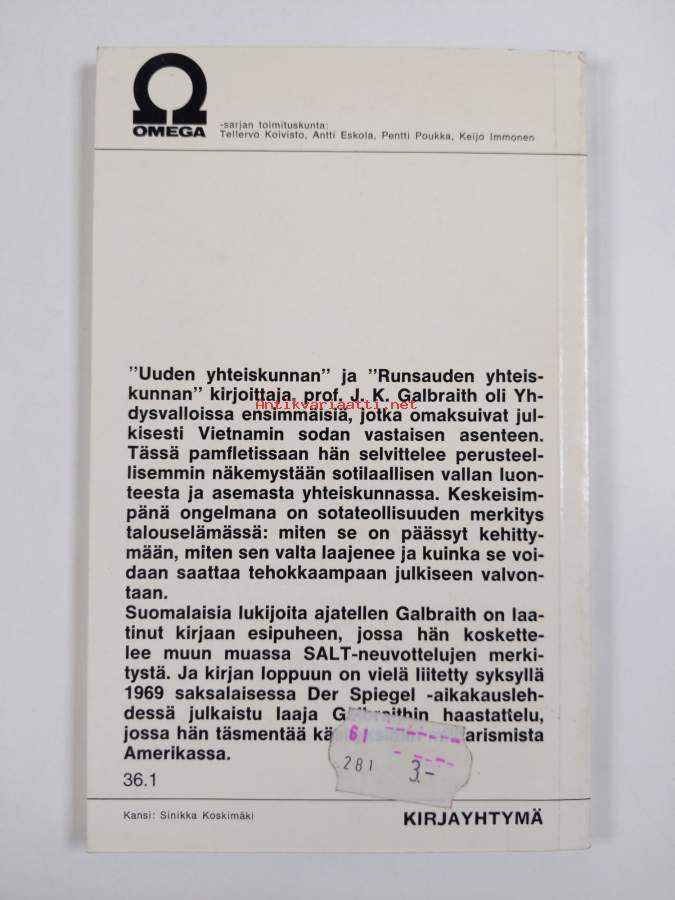 OMEGA
-sarjan toimituskunta:
Tellervo Koivisto, Antti Eskola, Pentti Poukka, Keijo Immonen
”Uuden yhteiskunnan” ja ”Runsauden yhteis-
kunnan” kirjoittaja, prof. J. K. Galbraith oli Yh-
Antikvariaatti.net
dysvalloissa ensimmäisiä, jotka omaksuivat jul-
kisesti Vietnamin sodan vastaisen asenteen.
Tässä pamfletissaan hän selvittelee perusteel-
lisemmin näkemystään sotilaallisen vallan luon-
teesta ja asemasta yhteiskunnassa. Keskeisim-
pänä ongelmana on sotateollisuuden merkitys
talouselämässä: miten se on päässyt kehitty-
mään, miten sen valta laajenee ja kuinka se voi-
daan saattaa tehokkaampaan julkiseen valvon-
taan.
Suomalaisia lukijoita ajatellen Galbraith on laa-
tinut kirjaan esipuheen, jossa hän koskette-
lee muun muassa SALT-neuvottelujen merki-
tystä. Ja kirjan loppuun on vielä liitetty syksyllä
1969 saksalaisessa Der Spiegel -aikakausleh-
dessä julkaistu laaja Galbraithin haastattelu,
jossa hän täsmentää arismista
Amerikassa.
61
281 3.-
36.1
Kansi: Sinikka Koskimäki
KIRJAYHTYMÄ